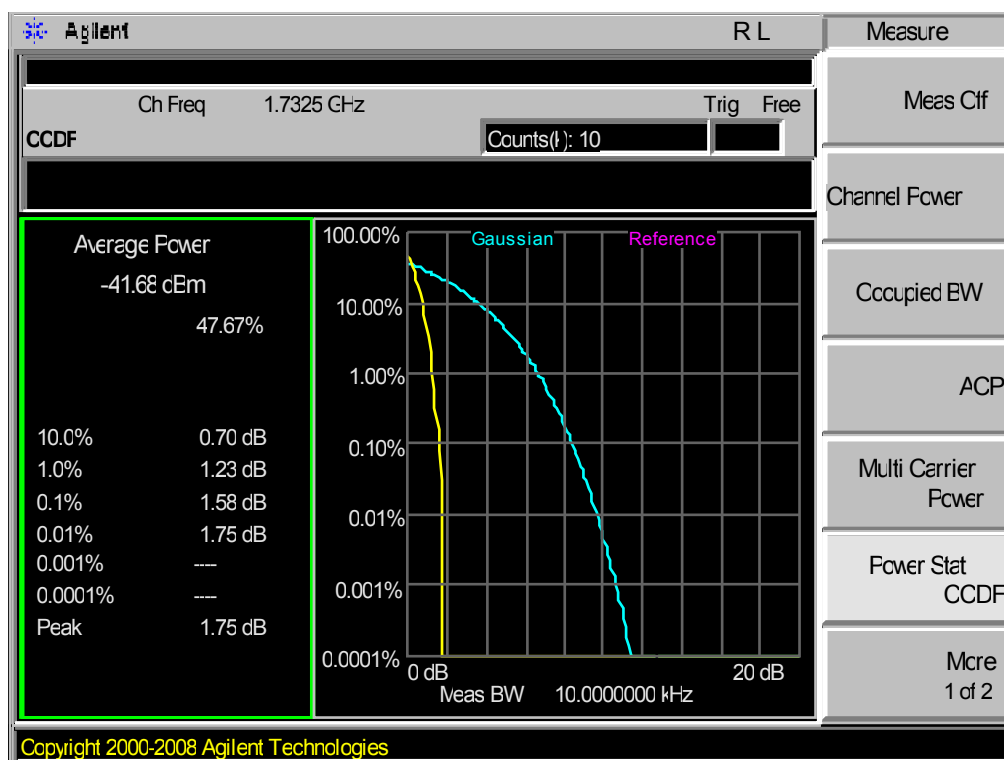 Agilent R L Measure
Ch Freq 1.7325 GHz Trig Free
CCDF Counts(k): 10
Meas Off
Channel Power
Occupied BW
ACP
Multi Carrier
Power
Power Stat
CCDF
More
1 of 2
Average Power
-41.68 dBm
47.67%
10.0% 0.70 dB
1.0% 1.23 dB
0.1% 1.58 dB
0.01% 1.75 dB
0.001% ----
0.0001% ----
Peak 1.75 dB
Gaussian Reference
100.00%
10.00%
1.00%
0.10%
0.01%
0.001%
0.0001%
0 dB 20 dB
Meas BW 10.0000000 kHz
Copyright 2000-2008 Agilent Technologies